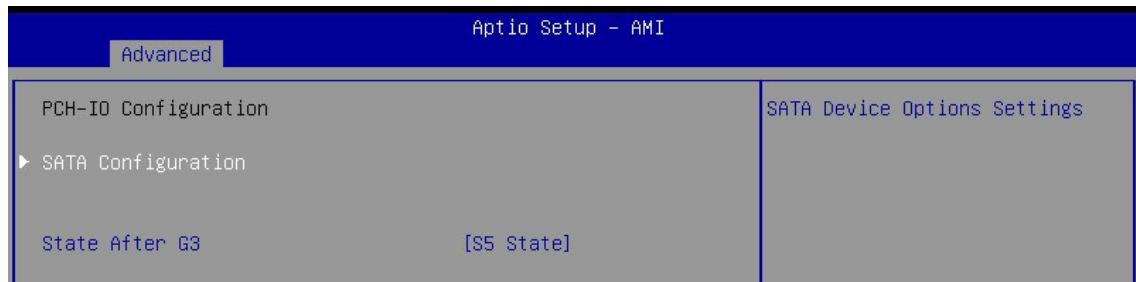 Aptio Setup – AMI
Advanced
PCH-IO Configuration
SATA Device Options Settings
SATA Configuration
State After G3 [S5 State]